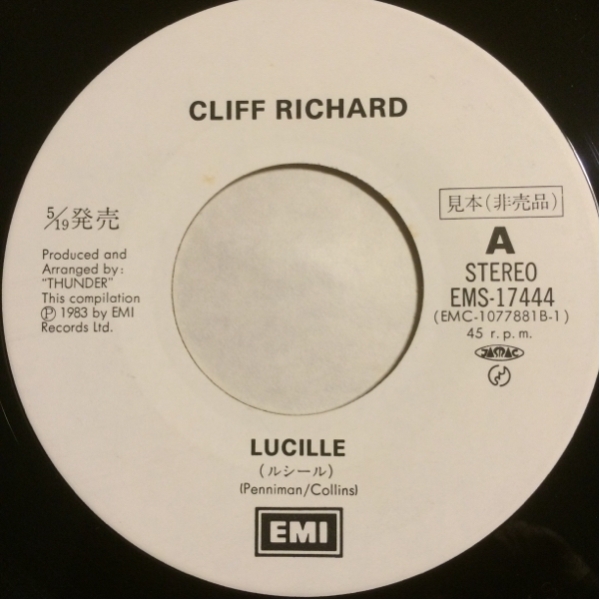 CLIFF RICHARD
5/19発売
Produced and
Arranged by:
"THUNDER"
This compilation
Ⓟ 1983 by EMI
Records Ltd.
見本(非売品)
A
STEREO
EMS-17444
(EMC-1077881B-1)
45 r.p.m.
JASRAC
LUCILLE
(ルシール)
(Penniman/Collins)
EMI